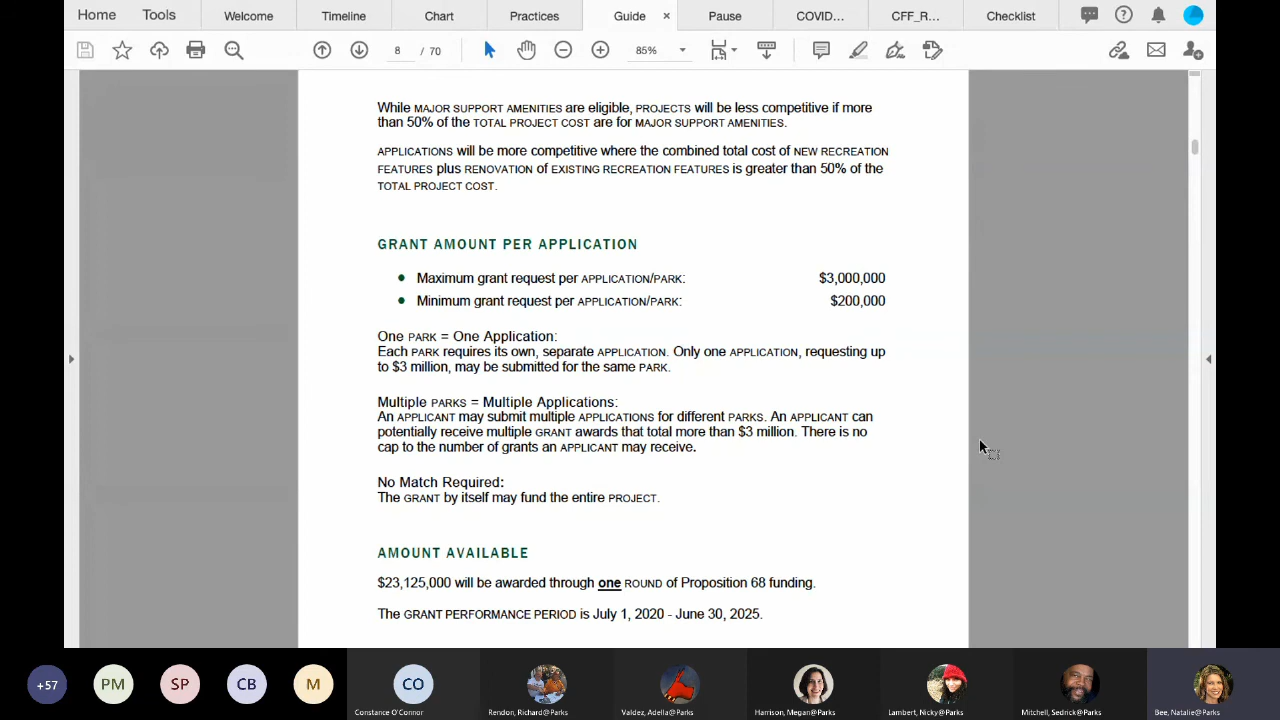 Home Tools Welcome Timeline Chart Practices Guide × Pause COVID... CFF_R... Checklist
8 / 70 85%
While MAJOR SUPPORT AMENITIES are eligible, PROJECTS will be less competitive if more
than 50% of the TOTAL PROJECT COST are for MAJOR SUPPORT AMENITIES.
APPLICATIONS will be more competitive where the combined total cost of NEW RECREATION
FEATURES plus RENOVATION of EXISTING RECREATION FEATURES is greater than 50% of the
TOTAL PROJECT COST.
GRANT AMOUNT PER APPLICATION
• Maximum grant request per APPLICATION/PARK: $3,000,000
• Minimum grant request per APPLICATION/PARK: $200,000
One PARK = One Application:
Each PARK requires its own, separate APPLICATION. Only one APPLICATION, requesting up
to $3 million, may be submitted for the same PARK.
Multiple PARKS = Multiple Applications:
An APPLICANT may submit multiple APPLICATIONS for different PARKS. An APPLICANT can
potentially receive multiple GRANT awards that total more than $3 million. There is no
cap to the number of grants an APPLICANT may receive.
No Match Required:
The GRANT by itself may fund the entire PROJECT.
AMOUNT AVAILABLE
$23,125,000 will be awarded through one ROUND of Proposition 68 funding.
The GRANT PERFORMANCE PERIOD is July 1, 2020 - June 30, 2025.
+57 PM SP CB M CO
Constance O'Connor Rendon, Richard@Parks Valdez, Adella@Parks Harrison, Megan@Parks Lambert, Nicky@Parks Mitchell, Sedrick@Parks Bee, Natalie@Parks